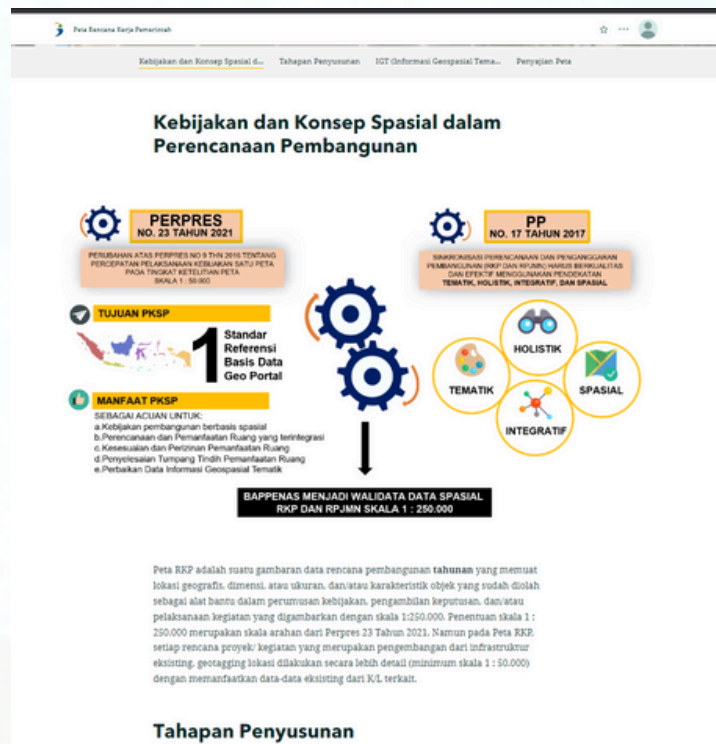 Peta Rencana Kerja Pemerintah
Kebijakan dan Konsep Spasial d...
Tahapan Penyusunan
IGT (Informasi Geospasial Tema...
Penyajian Peta
Kebijakan dan Konsep Spasial dalam
Perencanaan Pembangunan
PERPRES
NO. 23 TAHUN 2021
PERUBAHAN ATAS PERPRES NO 9 THN 2016 TENTANG
PERCEPATAN PELAKSANAAN KEBIJAKAN SATU PETA
PADA TINGKAT KETELITIAN PETA
SKALA 1 : 50.000
TUJUAN PKSP
1
Standar
Referensi
Basis Data
Geo Portal
MANFAAT PKSP
SEBAGAI ACUAN UNTUK:
a.Kebijakan pembangunan berbasis spasial
b.Perencanaan dan Pemanfaatan Ruang yang terintegrasi
c.Kesesuaian dan Perizinan Pemanfaatan Ruang
d.Penyelesaian Tumpang Tindih Pemanfaatan Ruang
e.Perbaikan Data Informasi Geospasial Tematik
PP
NO. 17 TAHUN 2017
SINKRONISASI PERENCANAAN DAN PENGANGGARAN
PEMBANGUNAN (RKP DAN RPJMN) HARUS BERKUALITAS
DAN EFEKTIF MENGGUNAKAN PENDEKATAN
TEMATIK, HOLISTIK, INTEGRATIF, DAN SPASIAL
HOLISTIK
TEMATIK
SPASIAL
INTEGRATIF
BAPPENAS MENJADI WALIDATA DATA SPASIAL
RKP DAN RPJMN SKALA 1 : 250.000
Peta RKP adalah suatu gambaran data rencana pembangunan tahunan yang memuat
lokasi geografis, dimensi, atau ukuran, dan/atau karakteristik objek yang sudah diolah
sebagai alat bantu dalam perumusan kebijakan, pengambilan keputusan, dan/atau
pelaksanaan kegiatan yang digambarkan dengan skala 1:250.000. Penentuan skala 1 :
250.000 merupakan skala arahan dari Perpres 23 Tahun 2021. Namun pada Peta RKP,
setiap rencana proyek/ kegiatan yang merupakan pengembangan dari infrastruktur
eksisting, geotagging lokasi dilakukan secara lebih detail (minimum skala 1 : 50.000)
dengan memanfaatkan data-data eksisting dari K/L terkait.
Tahapan Penyusunan